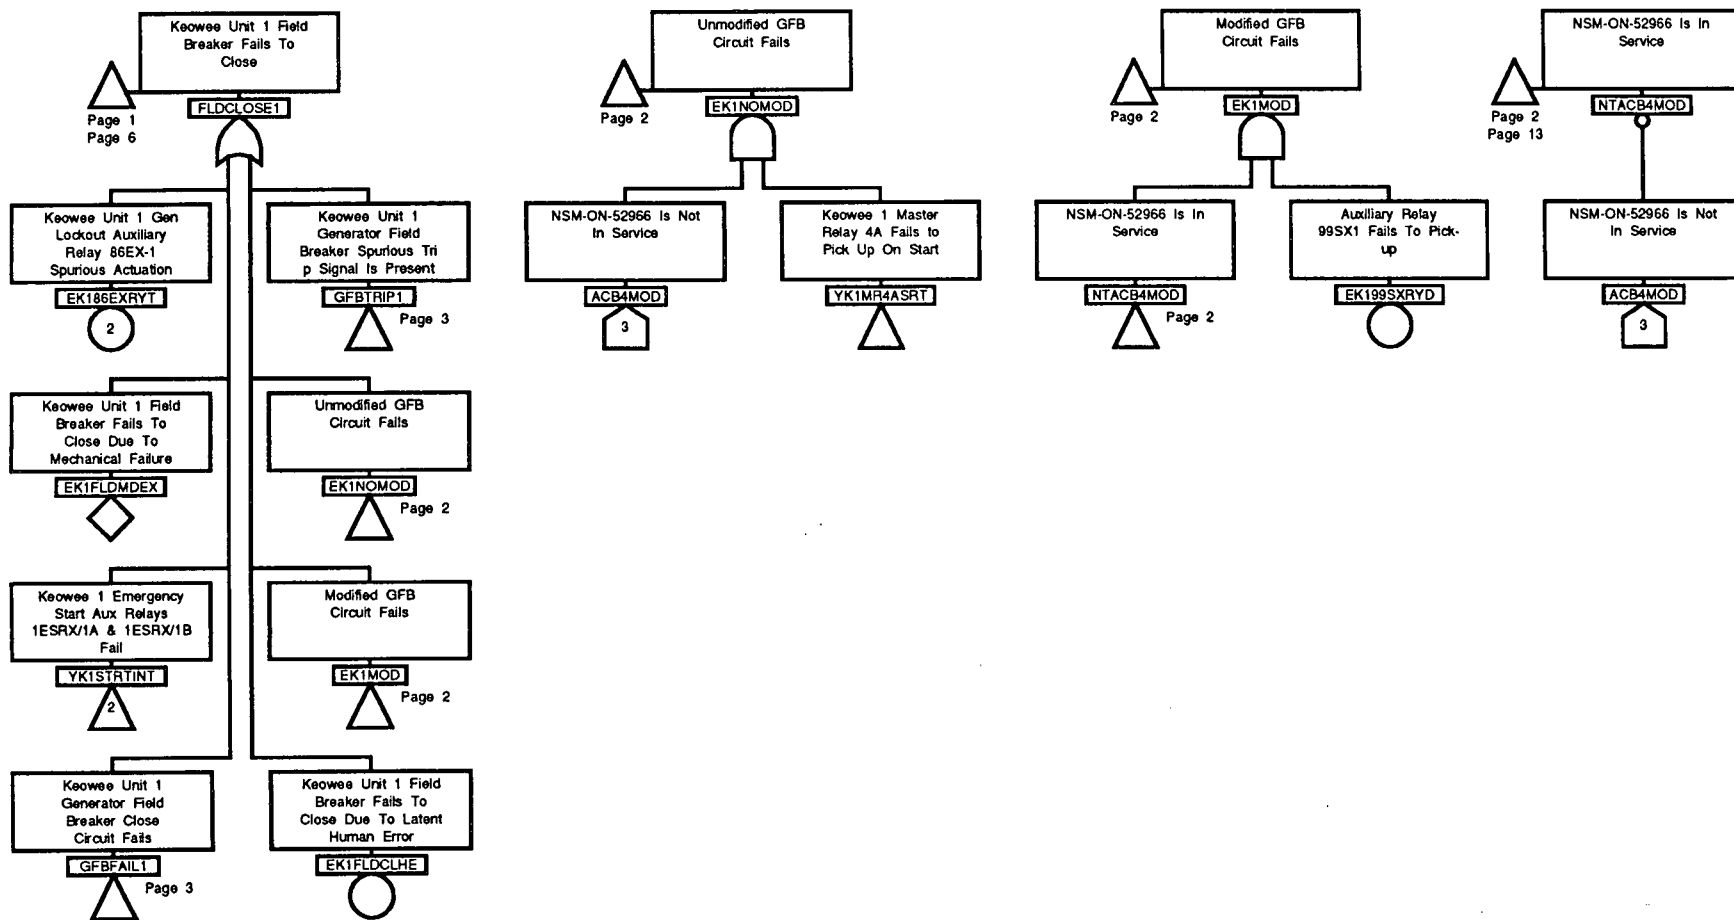 Keowee Unit 1 Field
Breaker Fails To
Close
FLDCLOSE1
Page 1
Page 6
Keowee Unit 1 Gen
Lockout Auxiliary
Relay 86EX-1
Spurious Actuation
EK186EXRYT
2
Keowee Unit 1
Generator Field
Breaker Spurious Tri
p Signal Is Present
GFBTRIP1
Page 3
Keowee Unit 1 Field
Breaker Fails To
Close Due To
Mechanical Failure
EK1FLDMDEX
Unmodified GFB
Circuit Fails
EK1NOMOD
Page 2
Keowee 1 Emergency
Start Aux Relays
1ESRX/1A & 1ESRX/1B
Fail
YK1STRTINT
2
Modified GFB
Circuit Fails
EK1MOD
Page 2
Keowee Unit 1
Generator Field
Breaker Close
Circuit Fails
GFBFAIL1
Page 3
Keowee Unit 1 Field
Breaker Fails To
Close Due To Latent
Human Error
EK1FLDCLHE
Unmodified GFB
Circuit Fails
EK1NOMOD
Page 2
NSM-ON-52966 Is Not
In Service
ACB4MOD
3
Keowee 1 Master
Relay 4A Fails to
Pick Up On Start
YK1MR4ASRT
Modified GFB
Circuit Fails
EK1MOD
Page 2
NSM-ON-52966 Is In
Service
NTACB4MOD
Page 2
Auxiliary Relay
99SX1 Fails To Pick-
up
EK199SXRYD
NSM-ON-52966 Is In
Service
NTACB4MOD
Page 2
Page 13
NSM-ON-52966 Is Not
In Service
ACB4MOD
3